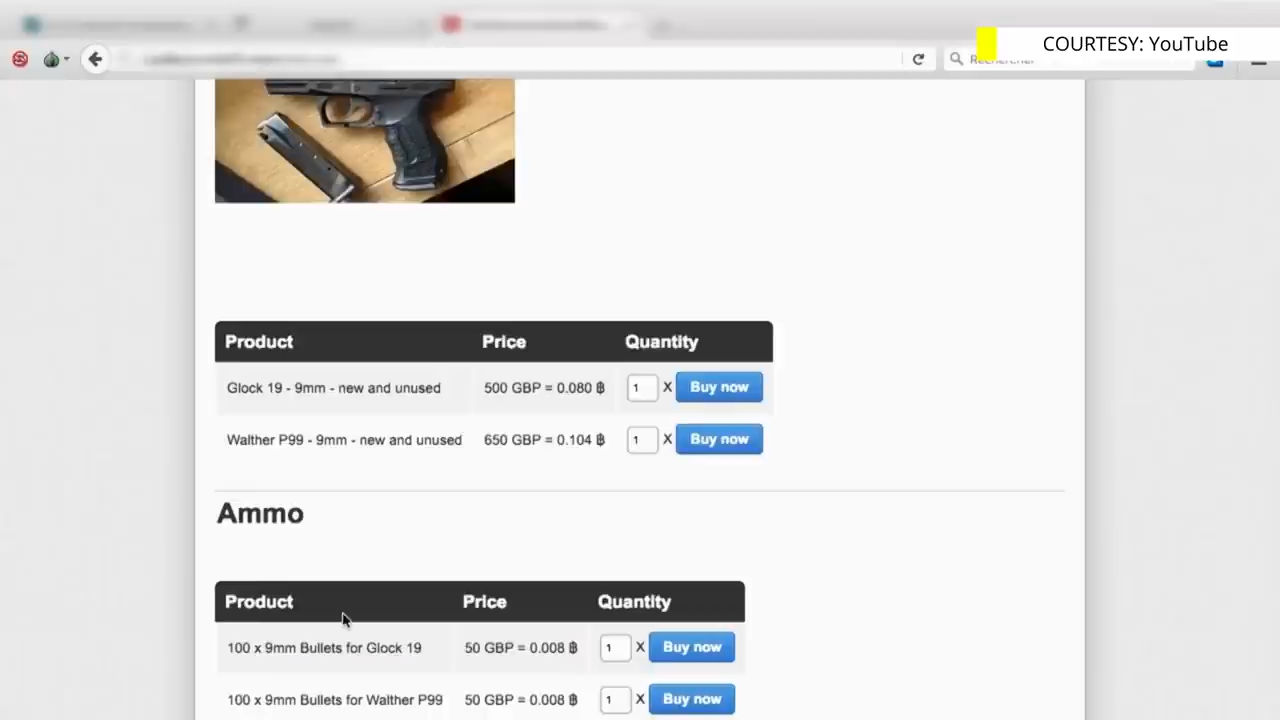 COURTESY: YouTube
Rechercher
Product Price Quantity
Glock 19 - 9mm - new and unused 500 GBP = 0.080 ฿ 1 X Buy now
Walther P99 - 9mm - new and unused 650 GBP = 0.104 ฿ 1 X Buy now
Ammo
Product Price Quantity
100 x 9mm Bullets for Glock 19 50 GBP = 0.008 ฿ 1 X Buy now
100 x 9mm Bullets for Walther P99 50 GBP = 0.008 ฿ 1 X Buy now